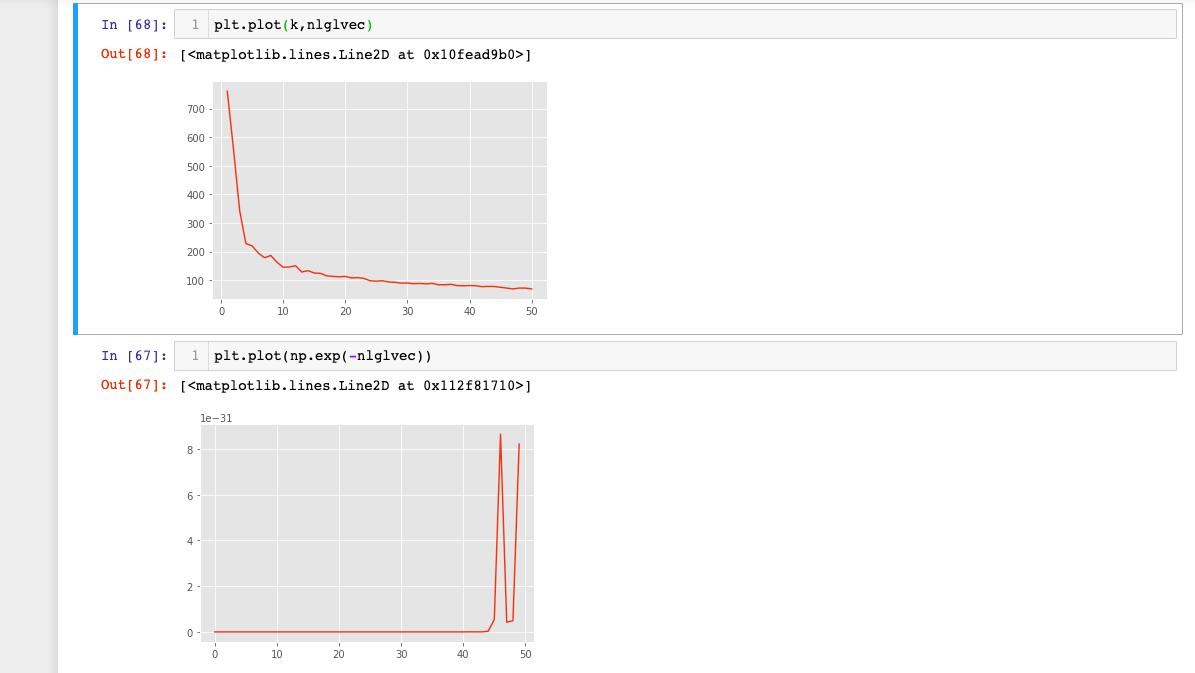 In [68]: 1 plt.plot(k,nlglvec)
Out[68]: [<matplotlib.lines.Line2D at 0x10fead9b0>]
700
600
500
400
300
200
100
0 10 20 30 40 50
In [67]: 1 plt.plot(np.exp(-nlglvec))
Out[67]: [<matplotlib.lines.Line2D at 0x112f81710>]
1e−31
8
6
4
2
0
0 10 20 30 40 50